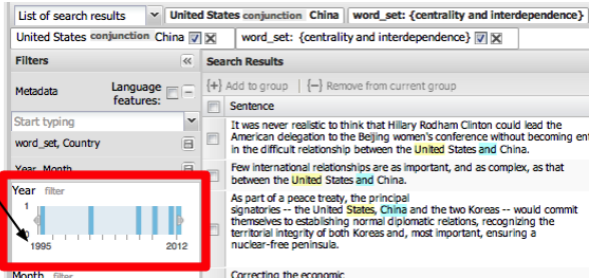 List of search results United States conjunction China word_set: {centrality and interdependence}
United States conjunction China word_set: {centrality and interdependence}
Filters
Metadata Language features:
Start typing
word_set, Country
Year, Month
Year filter
1
0
1995 2012
Month filter
Search Results
{+} Add to group | {−} Remove from current group
Sentence
It was never realistic to think that Hillary Rodham Clinton could lead the
American delegation to the Beijing women's conference without becoming ent
in the difficult relationship between the United States and China.
Few international relationships are as important, and as complex, as that
between the United States and China.
As part of a peace treaty, the principal
signatories -- the United States, China and the two Koreas -- would commit
themselves to establishing normal diplomatic relations, recognizing the
territorial integrity of both Koreas and, most important, ensuring a
nuclear-free peninsula.
Correcting the economic